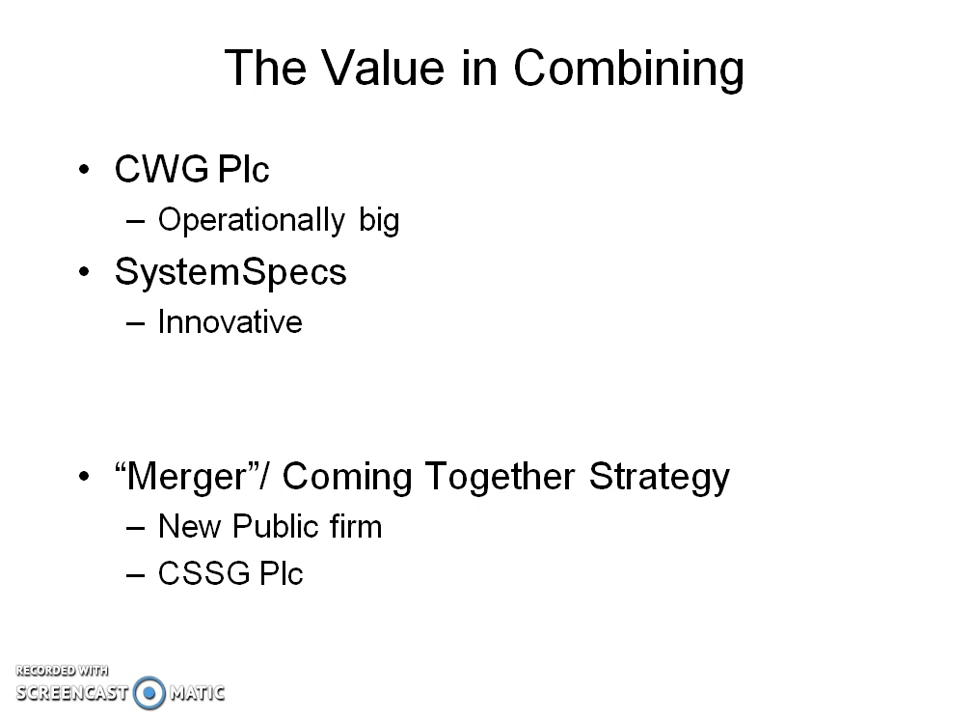 The Value in Combining
• CWG Plc
– Operationally big
• SystemSpecs
– Innovative
• “Merger”/ Coming Together Strategy
– New Public firm
– CSSG Plc
RECORDED WITH
SCREENCAST MATIC